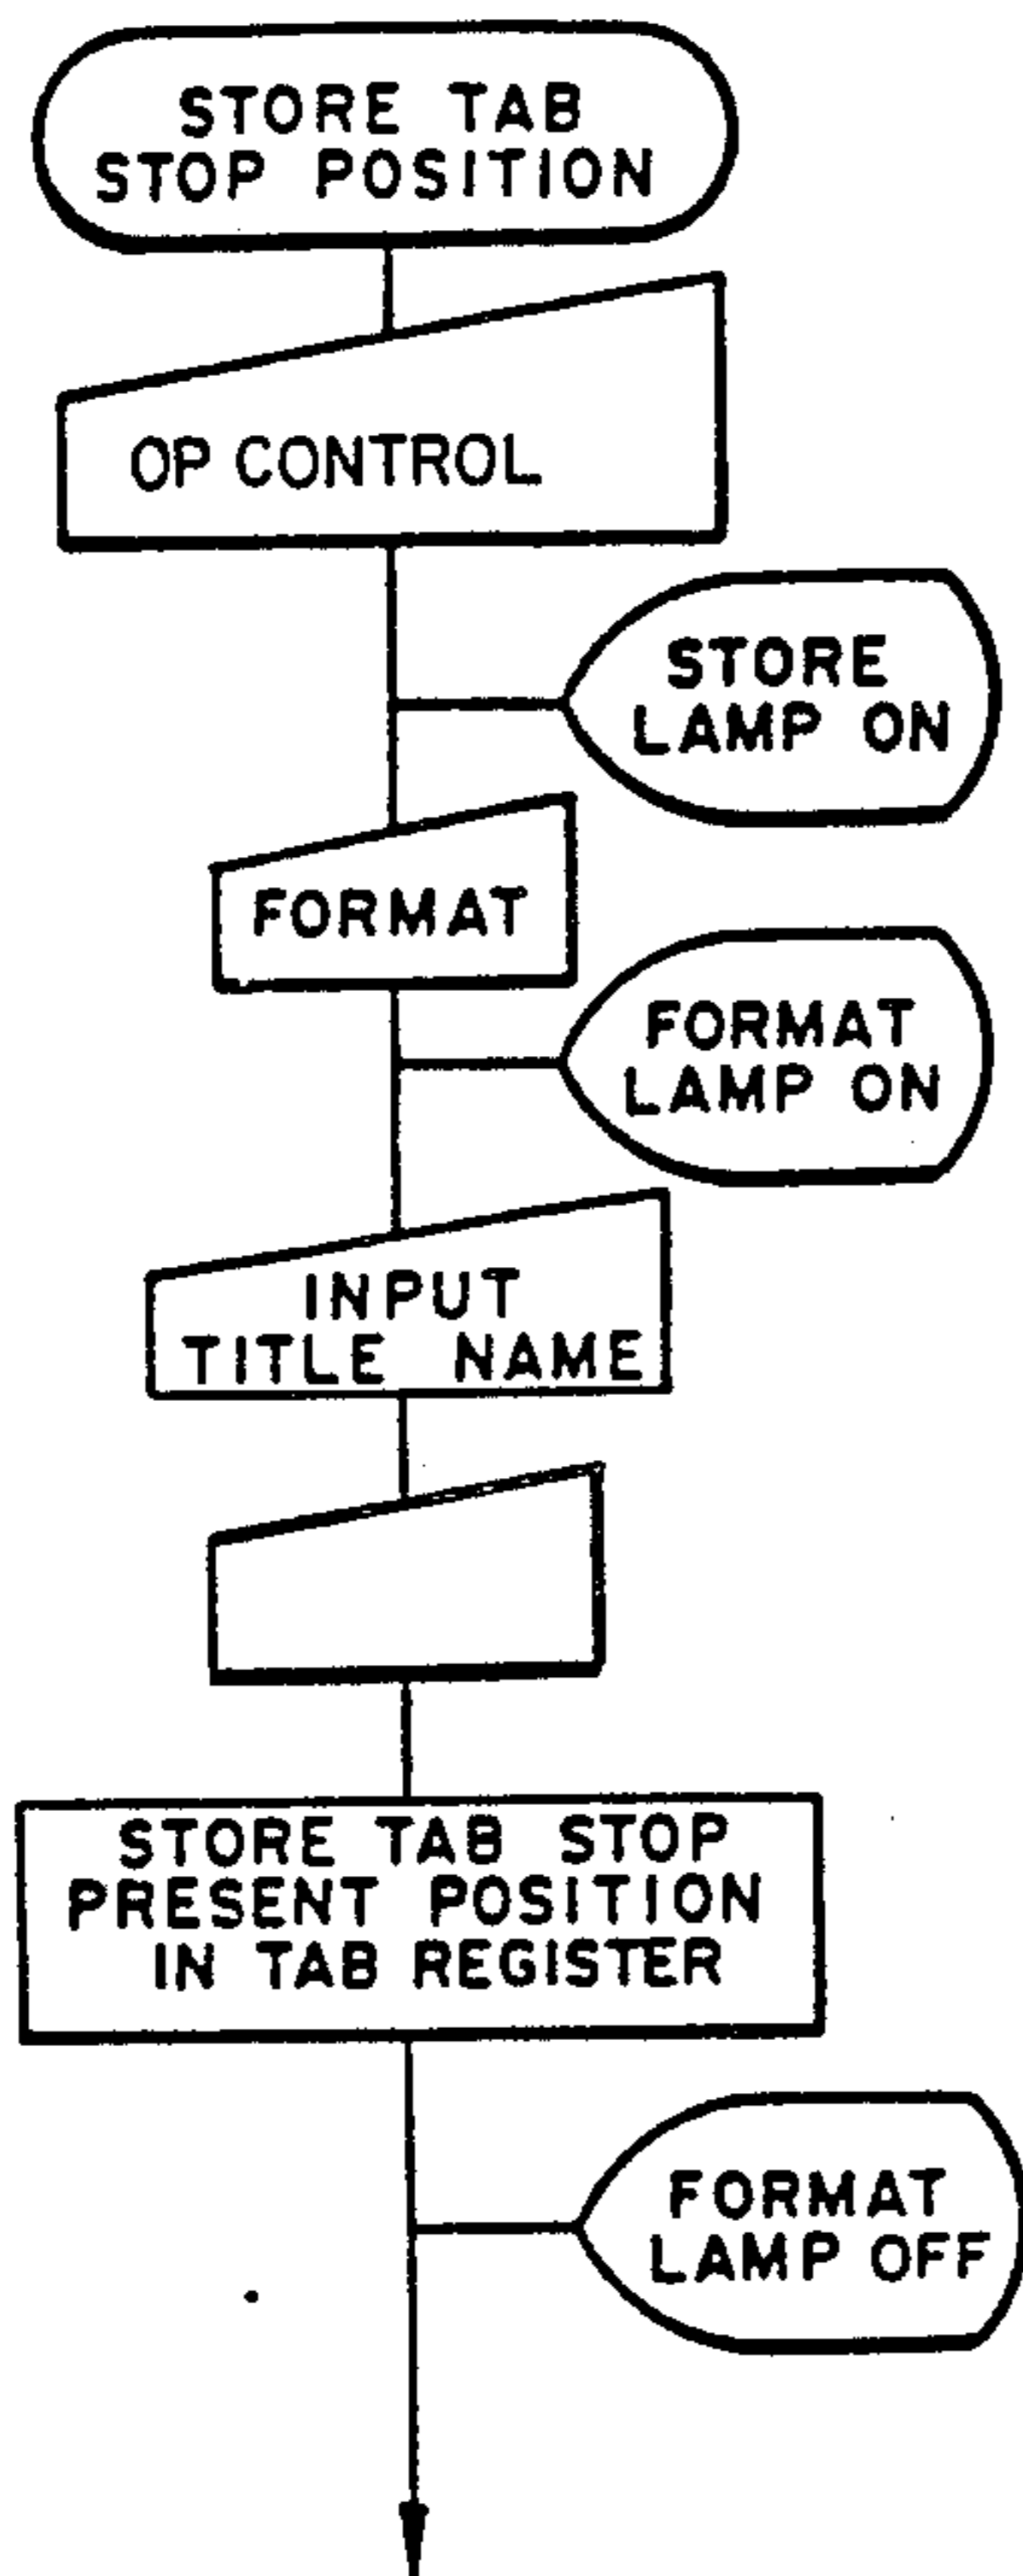 STORE TAB
STOP POSITION
OP CONTROL
STORE
LAMP ON
FORMAT
FORMAT
LAMP ON
INPUT
TITLE NAME
STORE TAB STOP
PRESENT POSITION
IN TAB REGISTER
FORMAT
LAMP OFF